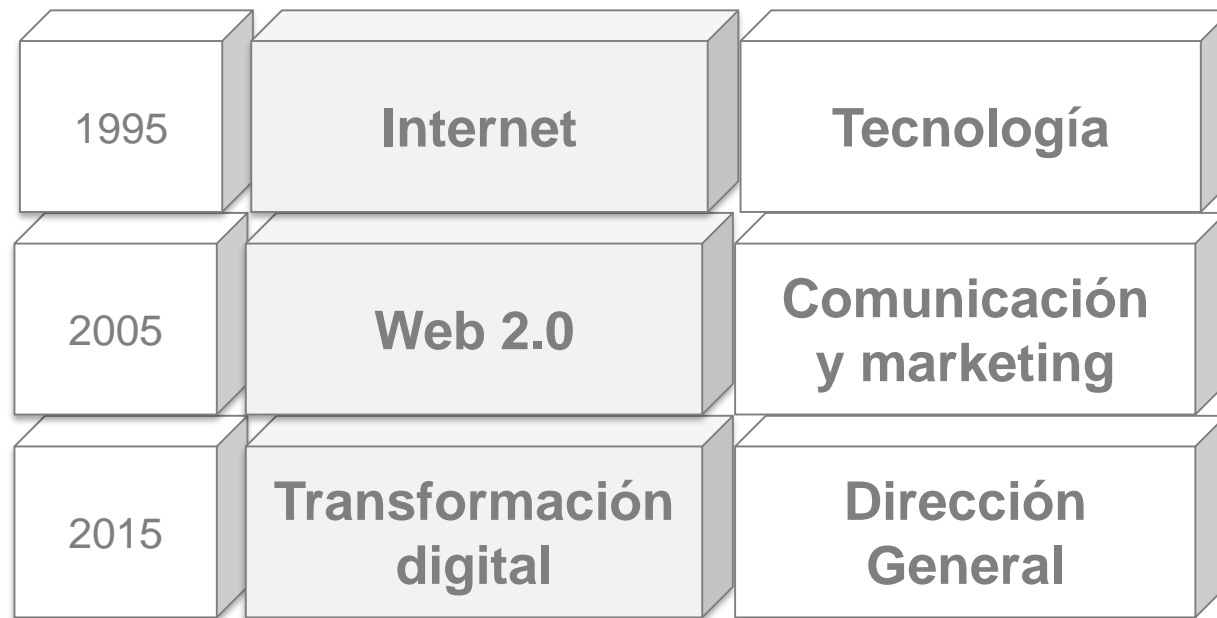 1995
Internet
Tecnología
2005
Web 2.0
Comunicación
y marketing
2015
Transformación
digital
Dirección
General